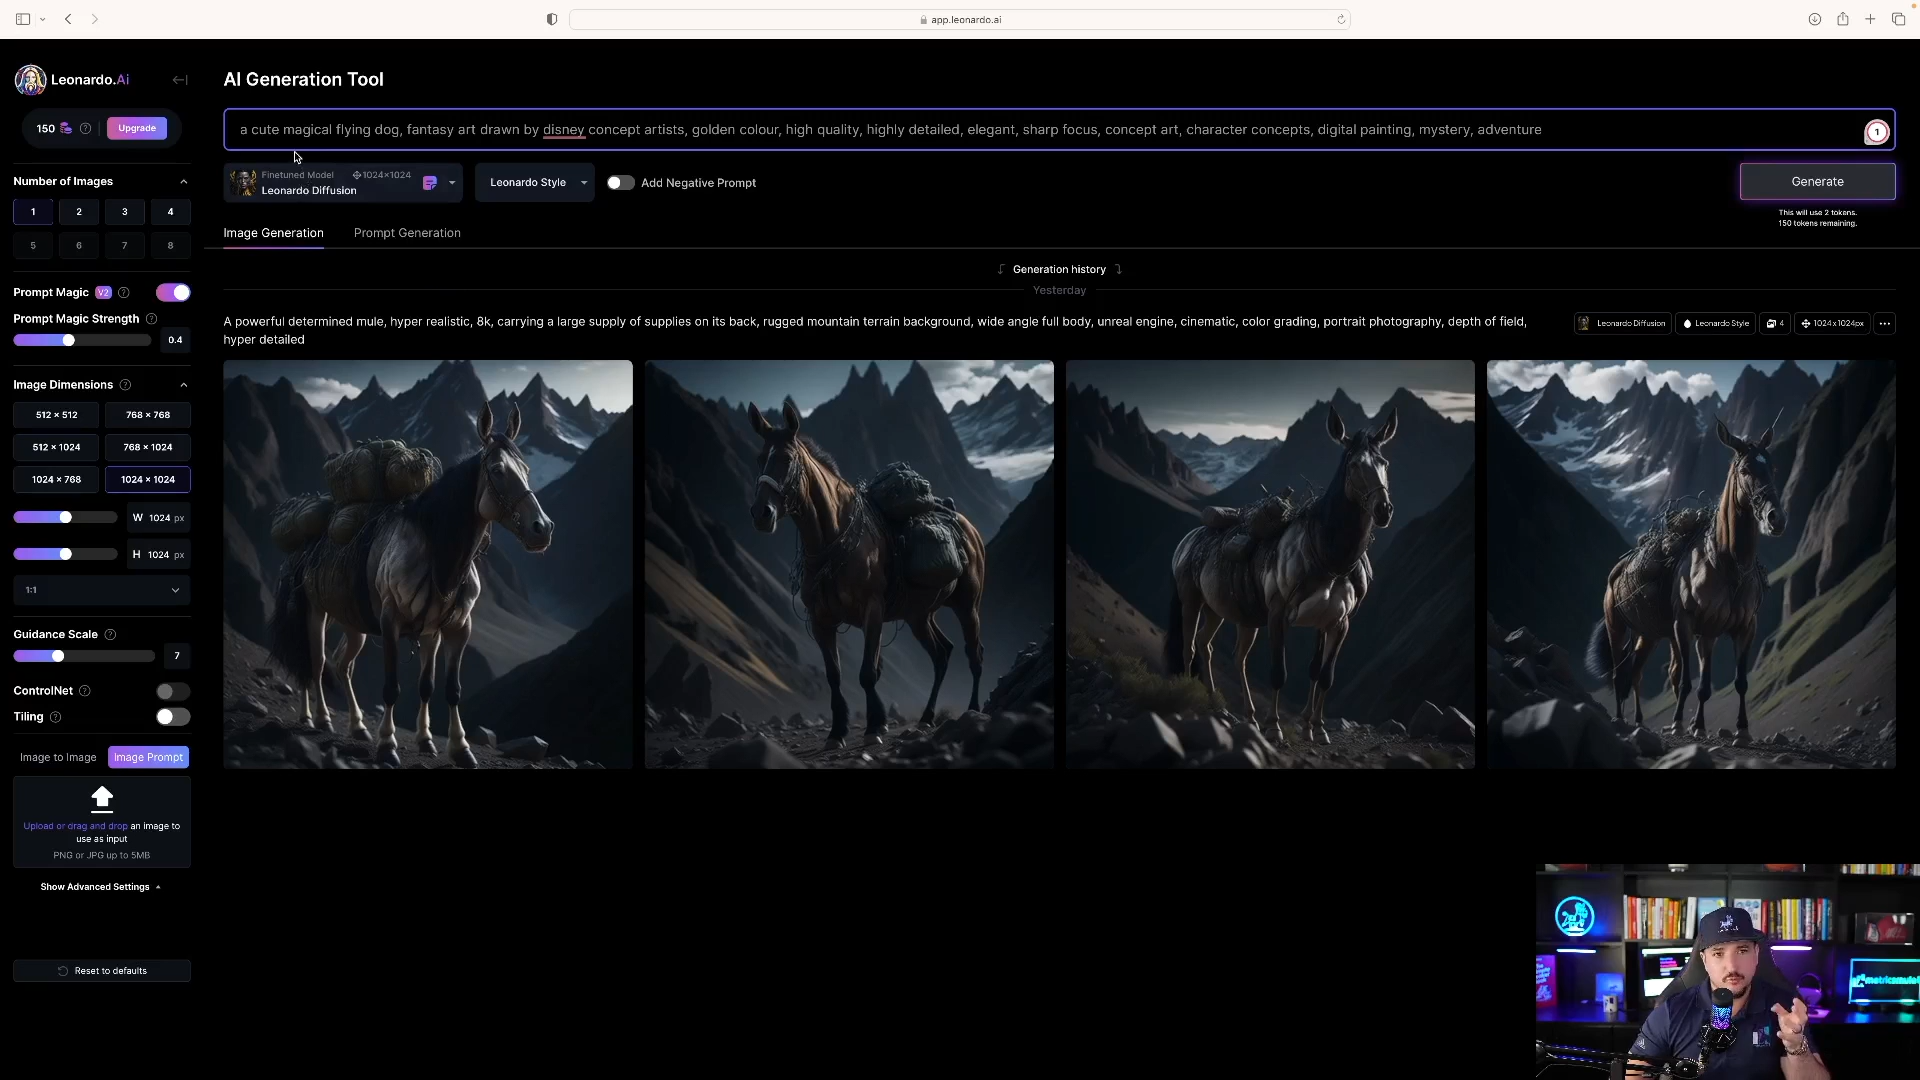 app.leonardo.ai
Leonardo.Ai
150
Upgrade
Number of Images
1 2 3 4
5 6 7 8
Prompt Magic V2
Prompt Magic Strength
0.4
Image Dimensions
512 × 512 768 × 768
512 × 1024 768 × 1024
1024 × 768 1024 × 1024
W 1024 px
H 1024 px
1:1
Guidance Scale
7
ControlNet
Tiling
Image to Image Image Prompt
Upload or drag and drop an image to
use as input
PNG or JPG up to 5MB
Show Advanced Settings
Reset to defaults
AI Generation Tool
a cute magical flying dog, fantasy art drawn by disney concept artists, golden colour, high quality, highly detailed, elegant, sharp focus, concept art, character concepts, digital painting, mystery, adventure
1
Finetuned Model 1024×1024
Leonardo Diffusion
Leonardo Style
Add Negative Prompt
Generate
This will use 2 tokens.
150 tokens remaining.
Image Generation Prompt Generation
Generation history
Yesterday
A powerful determined mule, hyper realistic, 8k, carrying a large supply of supplies on its back, rugged mountain terrain background, wide angle full body, unreal engine, cinematic, color grading, portrait photography, depth of field,
hyper detailed
Leonardo Diffusion Leonardo Style 4 1024x1024px
metricsmule